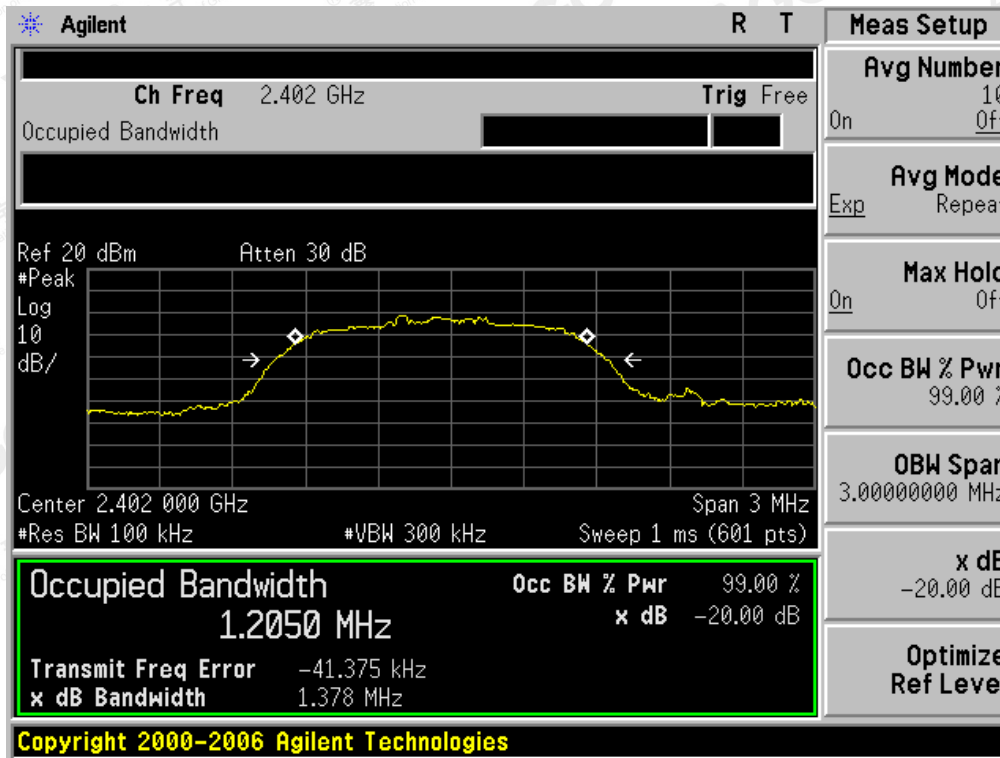 Agilent R T
Ch Freq 2.402 GHz Trig Free
Occupied Bandwidth
Ref 20 dBm Atten 30 dB
#Peak
Log
10
dB/
Center 2.402 000 GHz Span 3 MHz
#Res BW 100 kHz #VBW 300 kHz Sweep 1 ms (601 pts)
Occupied Bandwidth Occ BW % Pwr 99.00 %
1.2050 MHz x dB -20.00 dB
Transmit Freq Error -41.375 kHz
x dB Bandwidth 1.378 MHz
Copyright 2000-2006 Agilent Technologies
Meas Setup
Avg Number
10
On Off
Avg Mode
Exp Repeat
Max Hold
On Off
Occ BW % Pwr
99.00 %
OBW Span
3.00000000 MHz
x dB
-20.00 dB
Optimize
Ref Level